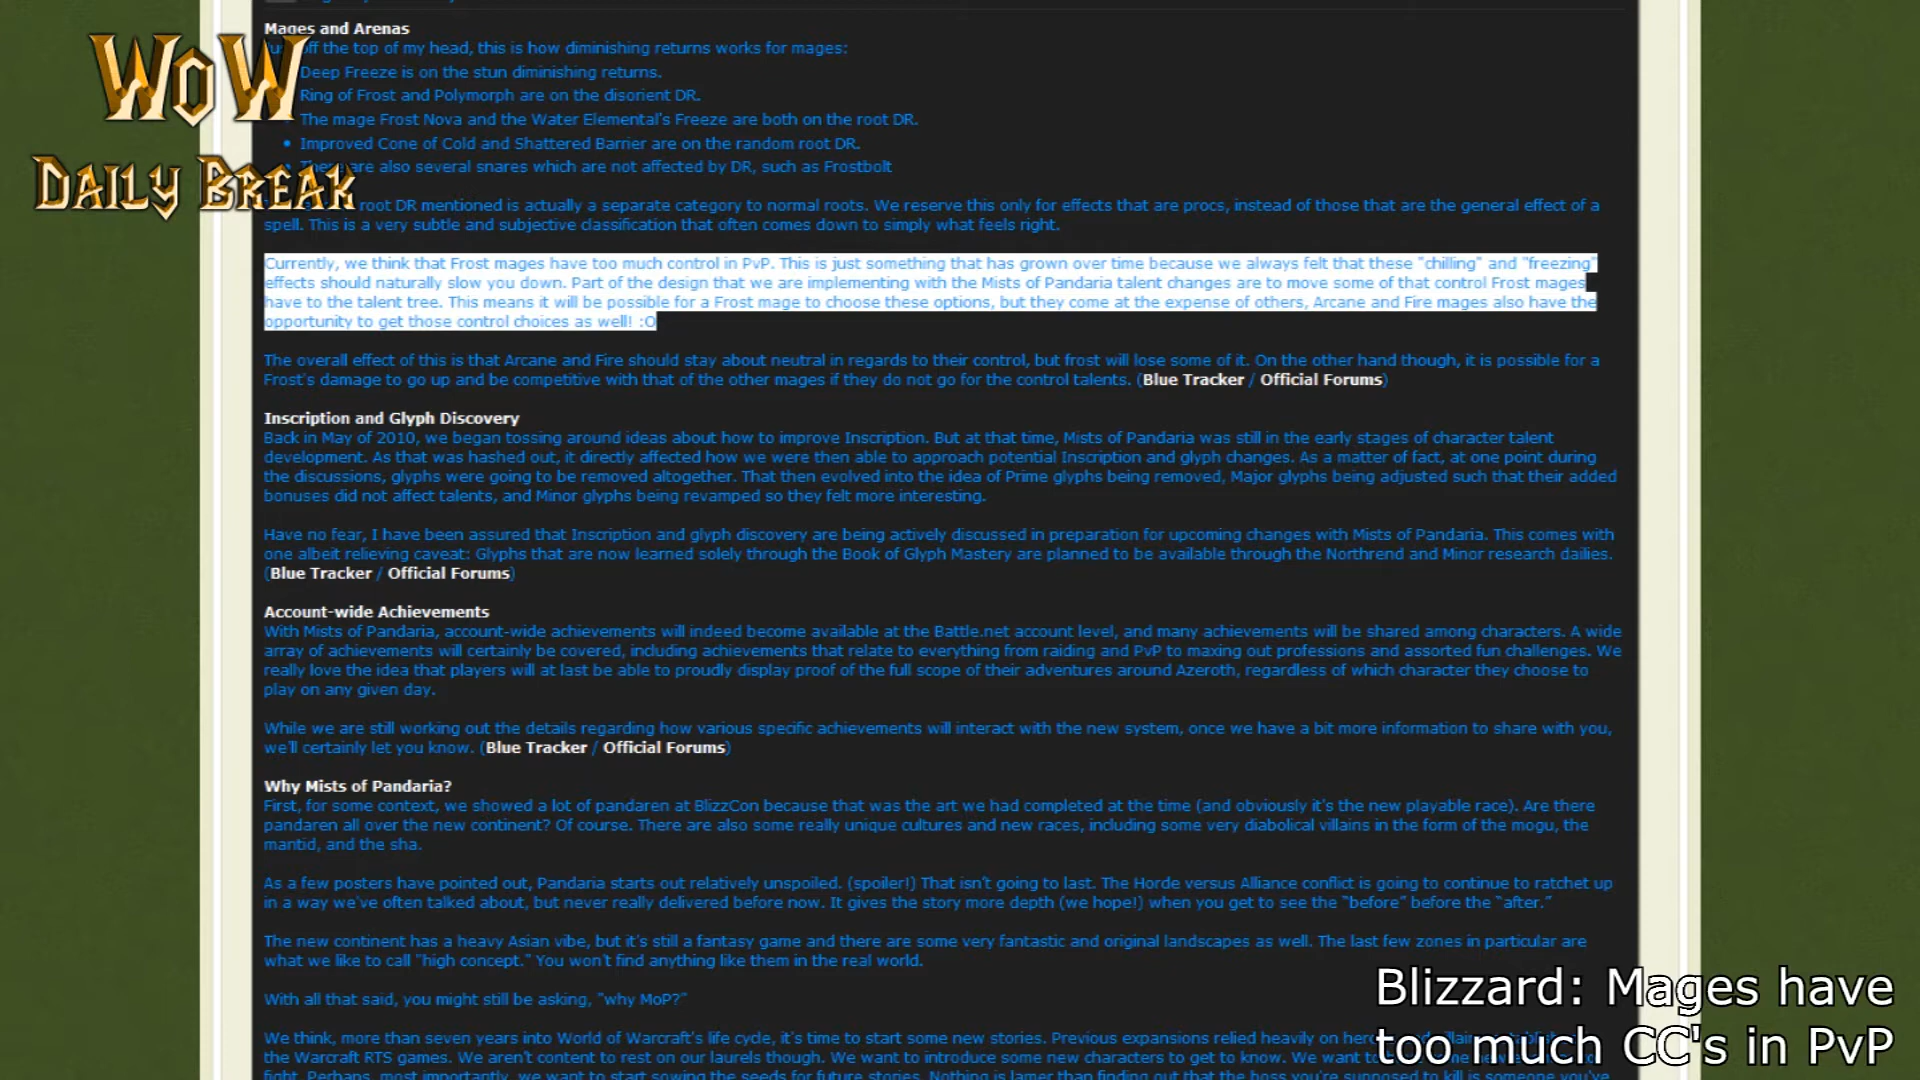 WoW
Daily Break
Mages and Arenas
off the top of my head, this is how diminishing returns works for mages:
Deep Freeze is on the stun diminishing returns.
Ring of Frost and Polymorph are on the disorient DR.
The mage Frost Nova and the Water Elemental's Freeze are both on the root DR.
• Improved Cone of Cold and Shattered Barrier are on the random root DR.
are also several snares which are not affected by DR, such as Frostbolt
root DR mentioned is actually a separate category to normal roots. We reserve this only for effects that are procs, instead of those that are the general effect of a
spell. This is a very subtle and subjective classification that often comes down to simply what feels right.
Currently, we think that Frost mages have too much control in PvP. This is just something that has grown over time because we always felt that these "chilling" and "freezing"
effects should naturally slow you down. Part of the design that we are implementing with the Mists of Pandaria talent changes are to move some of that control Frost mages
have to the talent tree. This means it will be possible for a Frost mage to choose these options, but they come at the expense of others, Arcane and Fire mages also have the
opportunity to get those control choices as well! :O
The overall effect of this is that Arcane and Fire should stay about neutral in regards to their control, but frost will lose some of it. On the other hand though, it is possible for a
Frost's damage to go up and be competitive with that of the other mages if they do not go for the control talents. (Blue Tracker / Official Forums)
Inscription and Glyph Discovery
Back in May of 2010, we began tossing around ideas about how to improve Inscription. But at that time, Mists of Pandaria was still in the early stages of character talent
development. As that was hashed out, it directly affected how we were then able to approach potential Inscription and glyph changes. As a matter of fact, at one point during
the discussions, glyphs were going to be removed altogether. That then evolved into the idea of Prime glyphs being removed, Major glyphs being adjusted such that their added
bonuses did not affect talents, and Minor glyphs being revamped so they felt more interesting.
Have no fear, I have been assured that Inscription and glyph discovery are being actively discussed in preparation for upcoming changes with Mists of Pandaria. This comes with
one albeit relieving caveat: Glyphs that are now learned solely through the Book of Glyph Mastery are planned to be available through the Northrend and Minor research dailies.
(Blue Tracker / Official Forums)
Account-wide Achievements
With Mists of Pandaria, account-wide achievements will indeed become available at the Battle.net account level, and many achievements will be shared among characters. A wide
array of achievements will certainly be covered, including achievements that relate to everything from raiding and PvP to maxing out professions and assorted fun challenges. We
really love the idea that players will at last be able to proudly display proof of the full scope of their adventures around Azeroth, regardless of which character they choose to
play on any given day.
While we are still working out the details regarding how various specific achievements will interact with the new system, once we have a bit more information to share with you,
we'll certainly let you know. (Blue Tracker / Official Forums)
Why Mists of Pandaria?
First, for some context, we showed a lot of pandaren at BlizzCon because that was the art we had completed at the time (and obviously it's the new playable race). Are there
pandaren all over the new continent? Of course. There are also some really unique cultures and new races, including some very diabolical villains in the form of the mogu, the
mantid, and the sha.
As a few posters have pointed out, Pandaria starts out relatively unspoiled. (spoiler!) That isn't going to last. The Horde versus Alliance conflict is going to continue to ratchet up
in a way we've often talked about, but never really delivered before now. It gives the story more depth (we hope!) when you get to see the "before" before the "after."
The new continent has a heavy Asian vibe, but it's still a fantasy game and there are some very fantastic and original landscapes as well. The last few zones in particular are
what we like to call "high concept." You won't find anything like them in the real world.
With all that said, you might still be asking, "why MoP?"
We think, more than seven years into World of Warcraft's life cycle, it's time to start some new stories. Previous expansions relied heavily on
the Warcraft RTS games. We aren't content to rest on our laurels though. We want to introduce some new characters to get to know. We want
fight. Perhaps, most importantly, we want to start sowing the seeds for future stories. Nothing is lamer than finding out that the boss you're supposed to kill is someone you've
Blizzard: Mages have
too much CC's in PvP